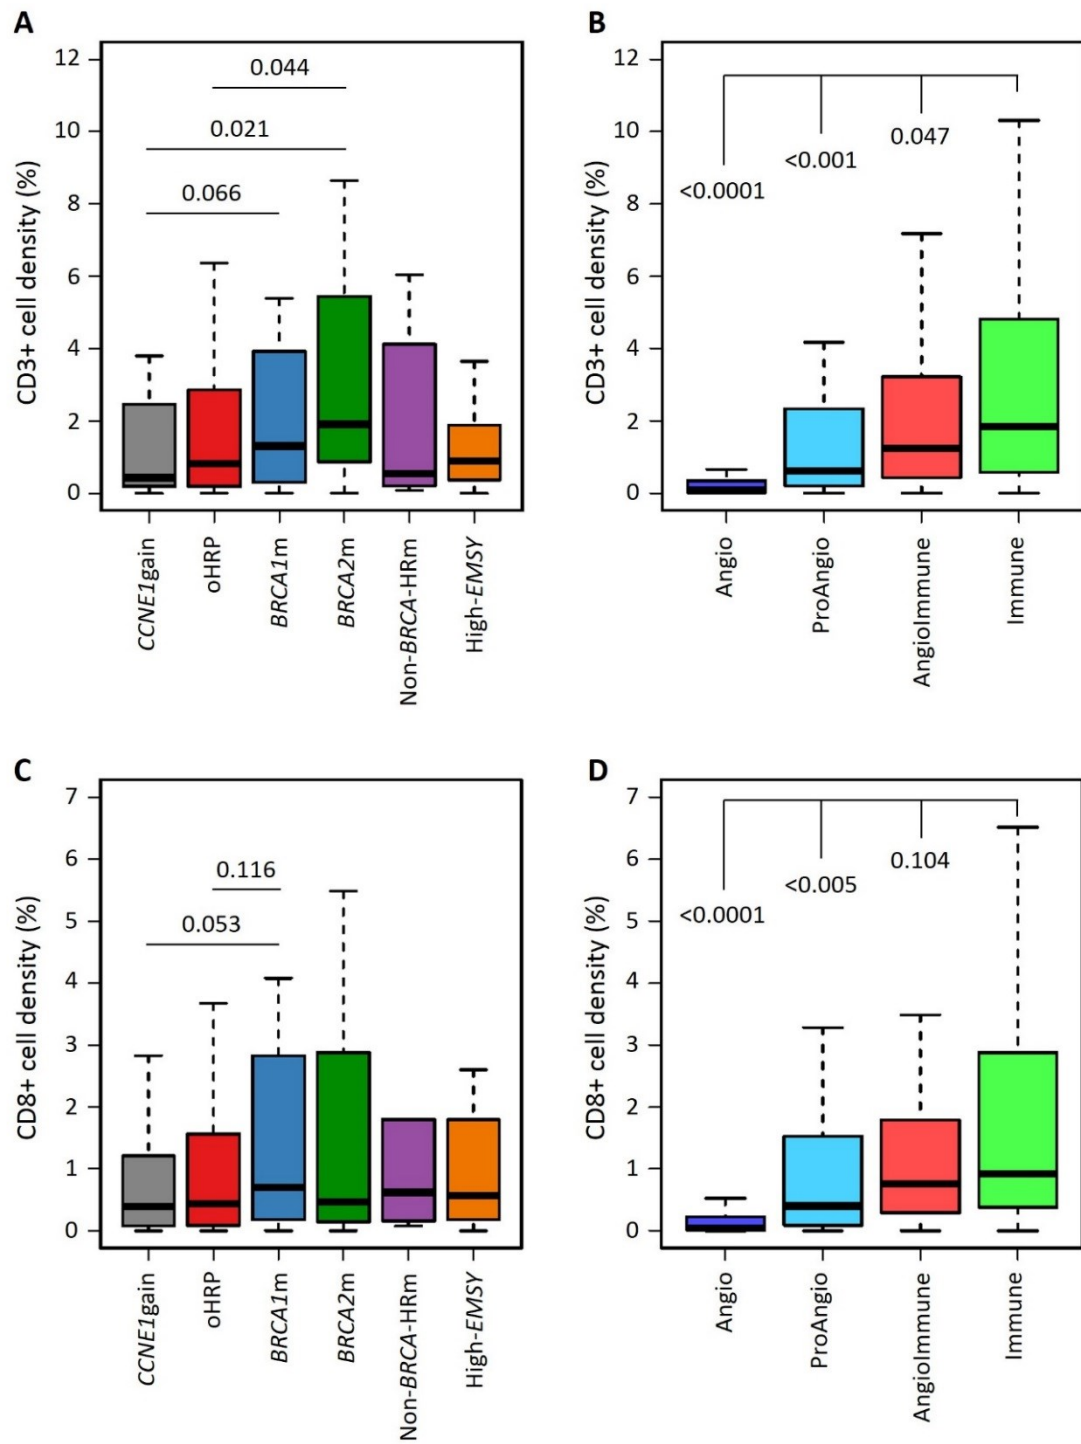 A
CD3+ cell density (%)
12
10
8
6
4
2
0
0.044
0.021
0.066
CCNE1gain
oHRP
BRCA1m
BRCA2m
Non-BRCA-HRm
High-EMSY
B
CD3+ cell density (%)
12
10
8
6
4
2
0
<0.0001
<0.001
0.047
Angio
ProAngio
AngioImmune
Immune
C
CD8+ cell density (%)
7
6
5
4
3
2
1
0
0.116
0.053
CCNE1gain
oHRP
BRCA1m
BRCA2m
Non-BRCA-HRm
High-EMSY
D
CD8+ cell density (%)
7
6
5
4
3
2
1
0
<0.0001
<0.005
0.104
Angio
ProAngio
AngioImmune
Immune